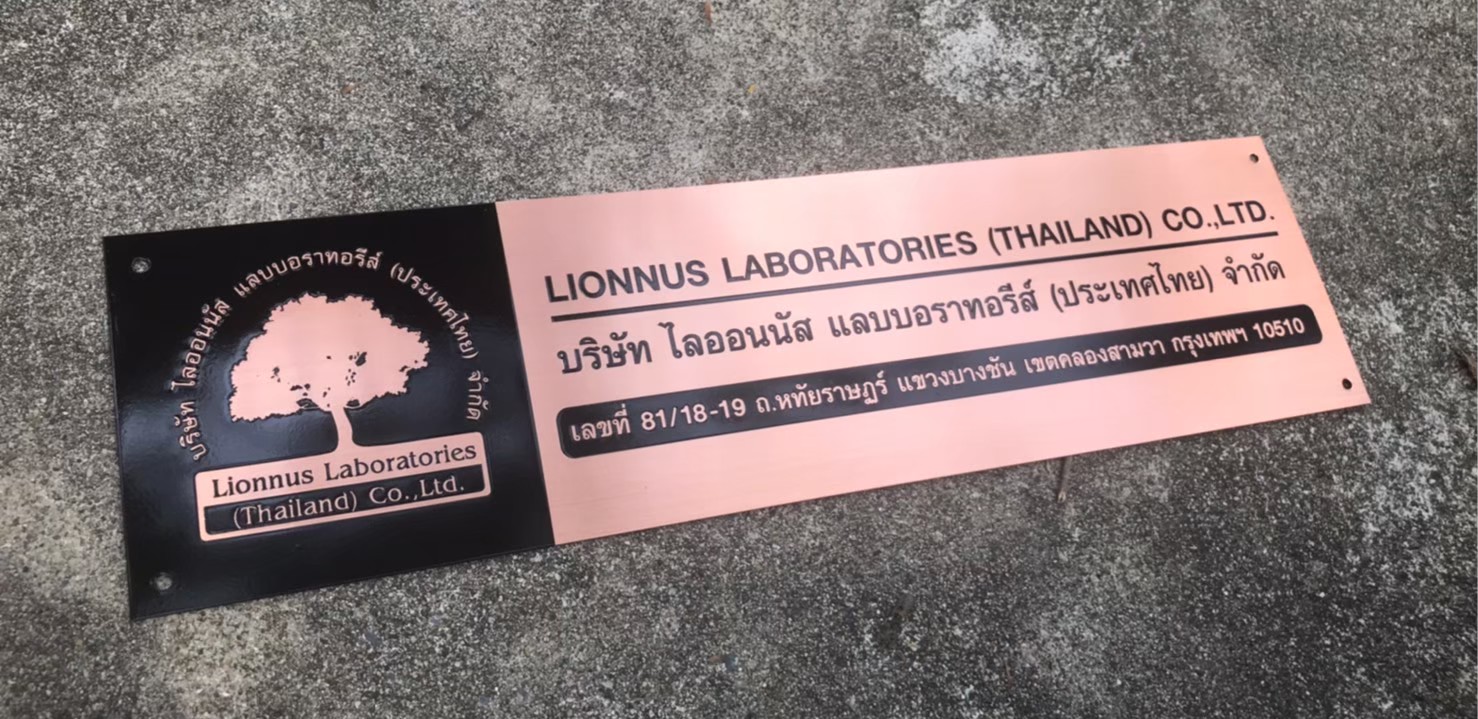 บริษัท ไลออนนัส แลบบอราทอรีส์ (ประเทศไทย) จำกัด
Lionnus Laboratories
(Thailand) Co.,Ltd.
LIONNUS LABORATORIES (THAILAND) CO.,LTD.
บริษัท ไลออนนัส แลบบอราทอรีส์ (ประเทศไทย) จำกัด
เลขที่ 81/18-19 ถ.หทัยราษฎร์ แขวงบางชัน เขตคลองสามวา กรุงเทพฯ 10510